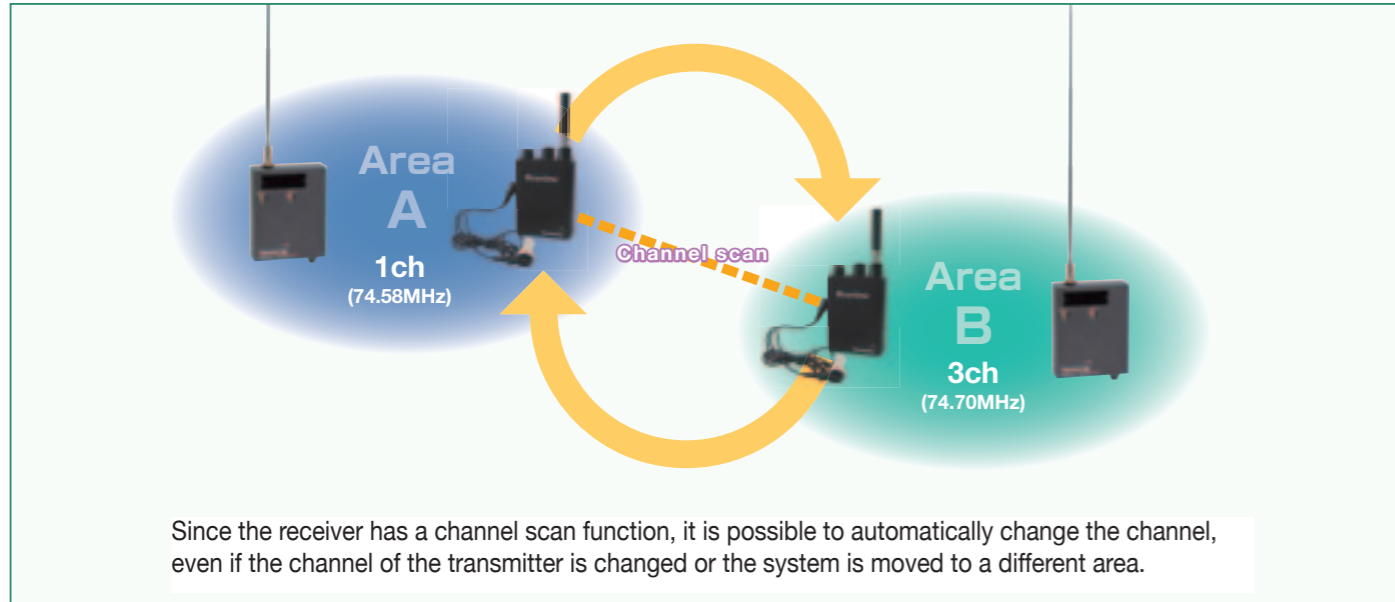 Area
A
1ch
(74.58MHz)
Channel scan
Area
B
3ch
(74.70MHz)
Since the receiver has a channel scan function, it is possible to automatically change the channel,
even if the channel of the transmitter is changed or the system is moved to a different area.